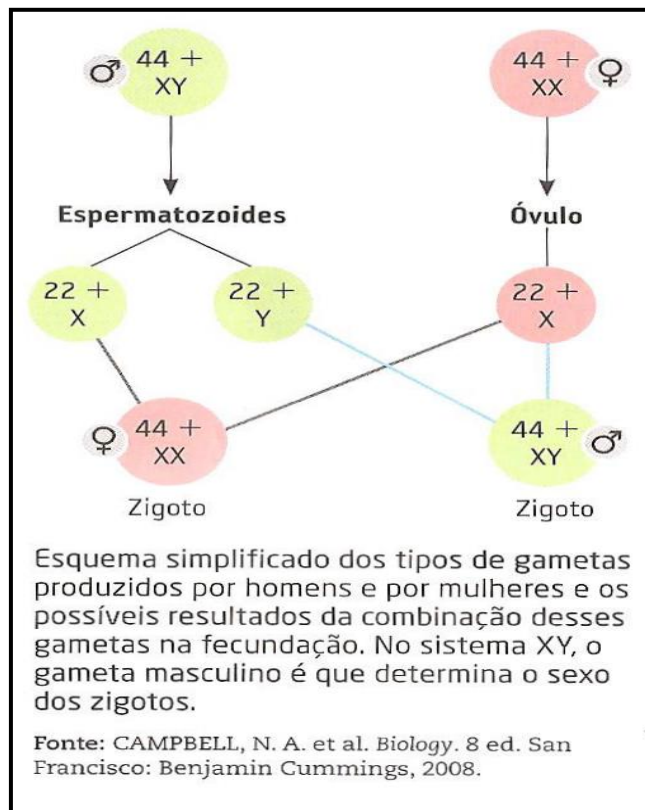 ♂ 44 + XY
44 + XX ♀
Espermatozoides
Óvulo
22 + X
22 + Y
22 + X
♀ 44 + XX
44 + XY ♂
Zigoto
Zigoto
Esquema simplificado dos tipos de gametas
produzidos por homens e por mulheres e os
possíveis resultados da combinação desses
gametas na fecundação. No sistema XY, o
gameta masculino é que determina o sexo
dos zigotos.
Fonte: CAMPBELL, N. A. et al. Biology. 8 ed. San
Francisco: Benjamin Cummings, 2008.